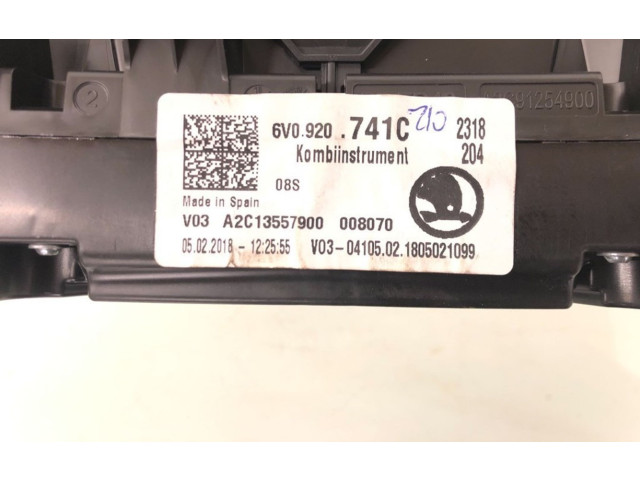 6V0.920 .741C 2318
Kombiinstrument 204
08S
Made in Spain
V03 A2C13557900 008070
05.02.2018 - 12:25:55 V03-04105.02.1805021099
2